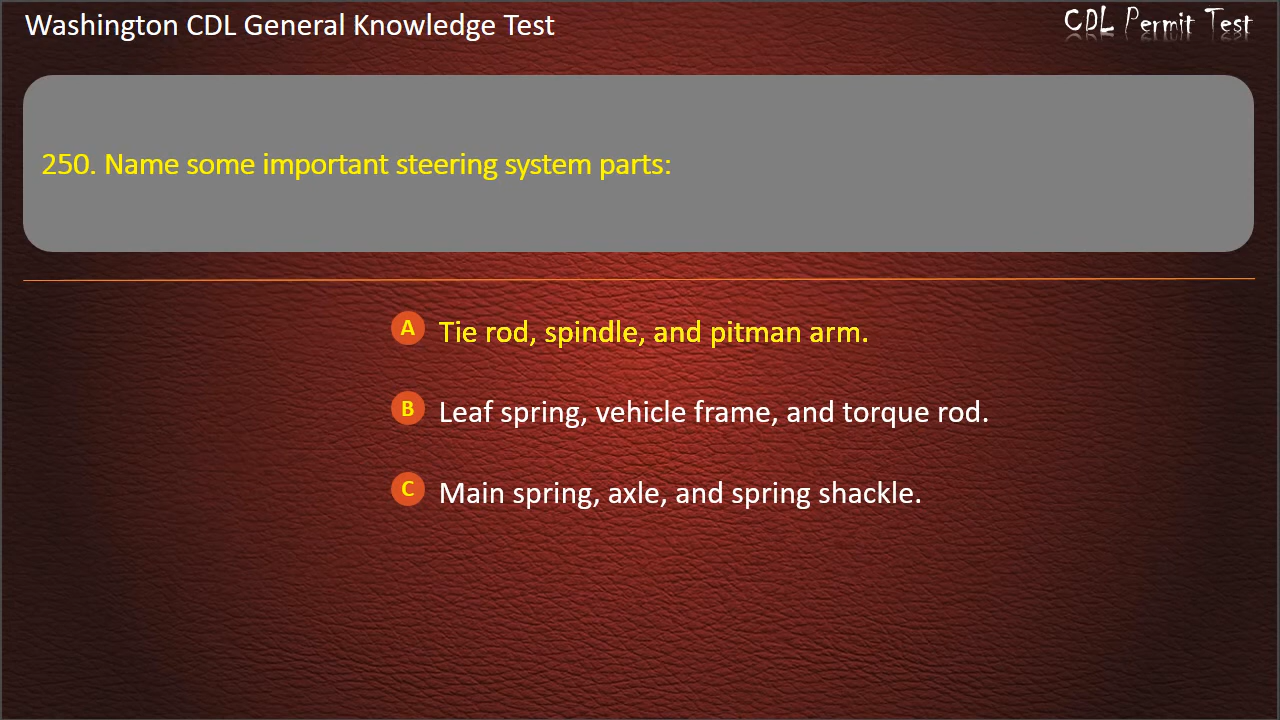 Washington CDL General Knowledge Test
CDL Permit Test
250. Name some important steering system parts:
A Tie rod, spindle, and pitman arm.
B Leaf spring, vehicle frame, and torque rod.
C Main spring, axle, and spring shackle.